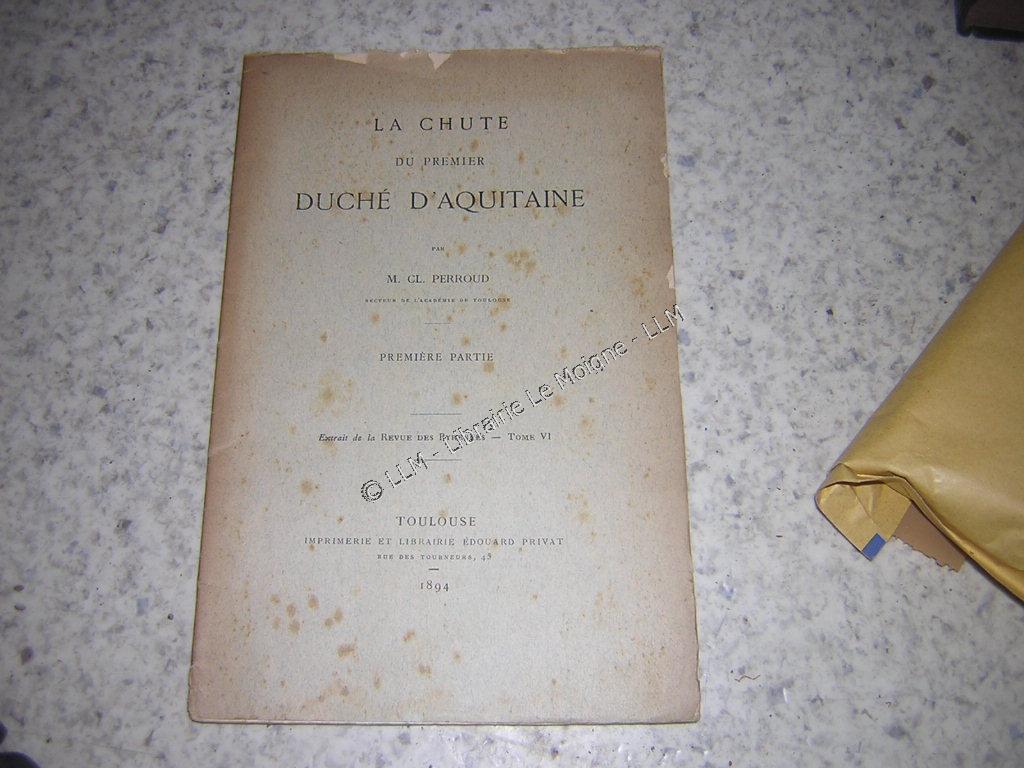 LA CHUTE
DU PREMIER
DUCHÉ D'AQUITAINE
PAR
M. CL. PERROUD
RECTEUR DE L'ACADÉMIE DE TOULOUSE
PREMIÈRE PARTIE
Extrait de la REVUE DES PYRÉNÉES — TOME VI
© LLM - Librairie Le Moigne - LLM
TOULOUSE
IMPRIMERIE ET LIBRAIRIE ÉDOUARD PRIVAT
RUE DES TOURNEURS, 45
1894